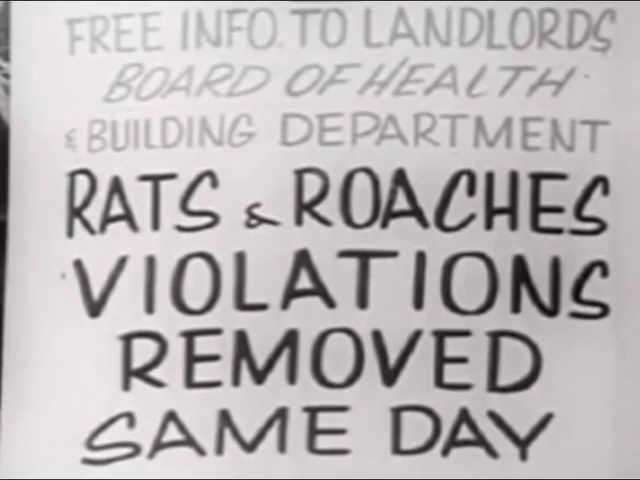 FREE INFO. TO LANDLORDS
BOARD OF HEALTH
& BUILDING DEPARTMENT
RATS & ROACHES
VIOLATIONS
REMOVED
SAME DAY